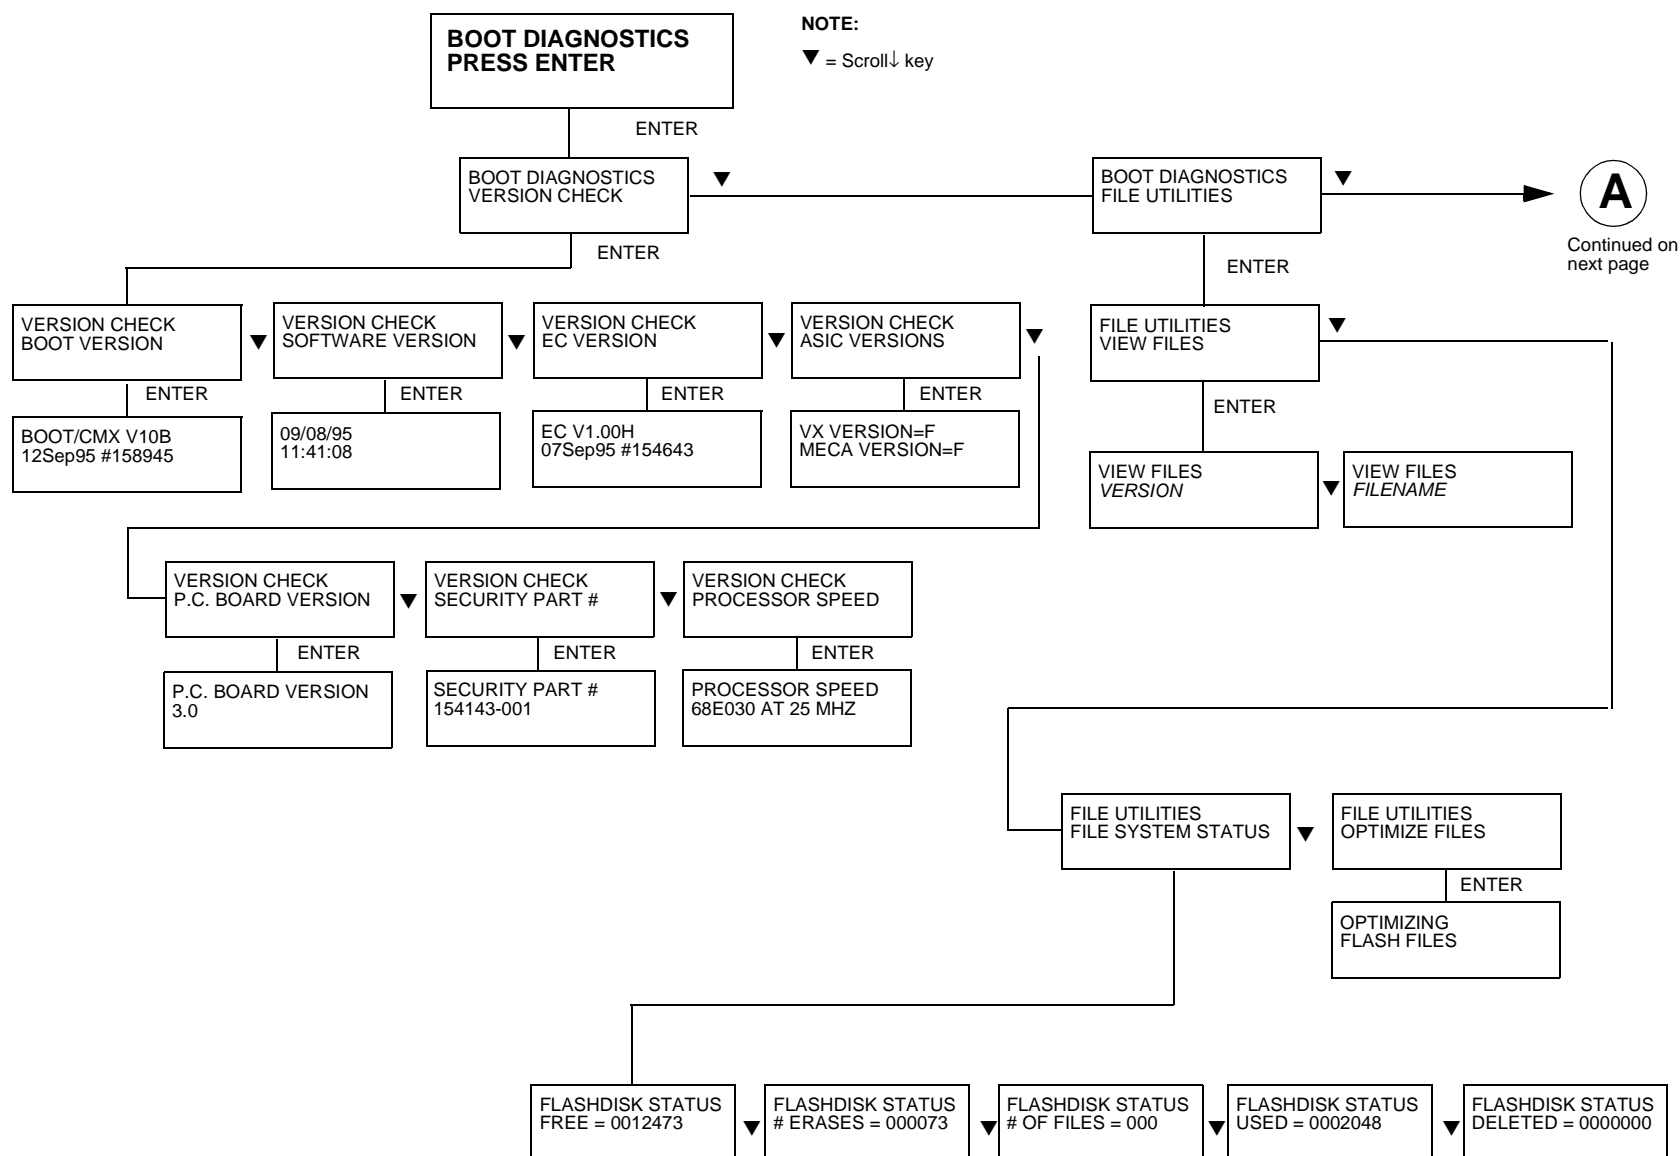 BOOT DIAGNOSTICS
PRESS ENTER
NOTE:
▼ = Scroll↓ key
ENTER
BOOT DIAGNOSTICS
VERSION CHECK
▼
BOOT DIAGNOSTICS
FILE UTILITIES
▼
A
Continued on
next page
ENTER
ENTER
VERSION CHECK
BOOT VERSION
▼
VERSION CHECK
SOFTWARE VERSION
▼
VERSION CHECK
EC VERSION
▼
VERSION CHECK
ASIC VERSIONS
▼
FILE UTILITIES
VIEW FILES
▼
ENTER
ENTER
ENTER
ENTER
ENTER
BOOT/CMX V10B
12Sep95 #158945
09/08/95
11:41:08
EC V1.00H
07Sep95 #154643
VX VERSION=F
MECA VERSION=F
VIEW FILES
VERSION
▼
VIEW FILES
FILENAME
VERSION CHECK
P.C. BOARD VERSION
▼
VERSION CHECK
SECURITY PART #
▼
VERSION CHECK
PROCESSOR SPEED
ENTER
ENTER
ENTER
P.C. BOARD VERSION
3.0
SECURITY PART #
154143-001
PROCESSOR SPEED
68E030 AT 25 MHZ
FILE UTILITIES
FILE SYSTEM STATUS
▼
FILE UTILITIES
OPTIMIZE FILES
ENTER
OPTIMIZING
FLASH FILES
FLASHDISK STATUS
FREE = 0012473
▼
FLASHDISK STATUS
# ERASES = 000073
▼
FLASHDISK STATUS
# OF FILES = 000
▼
FLASHDISK STATUS
USED = 0002048
▼
FLASHDISK STATUS
DELETED = 0000000